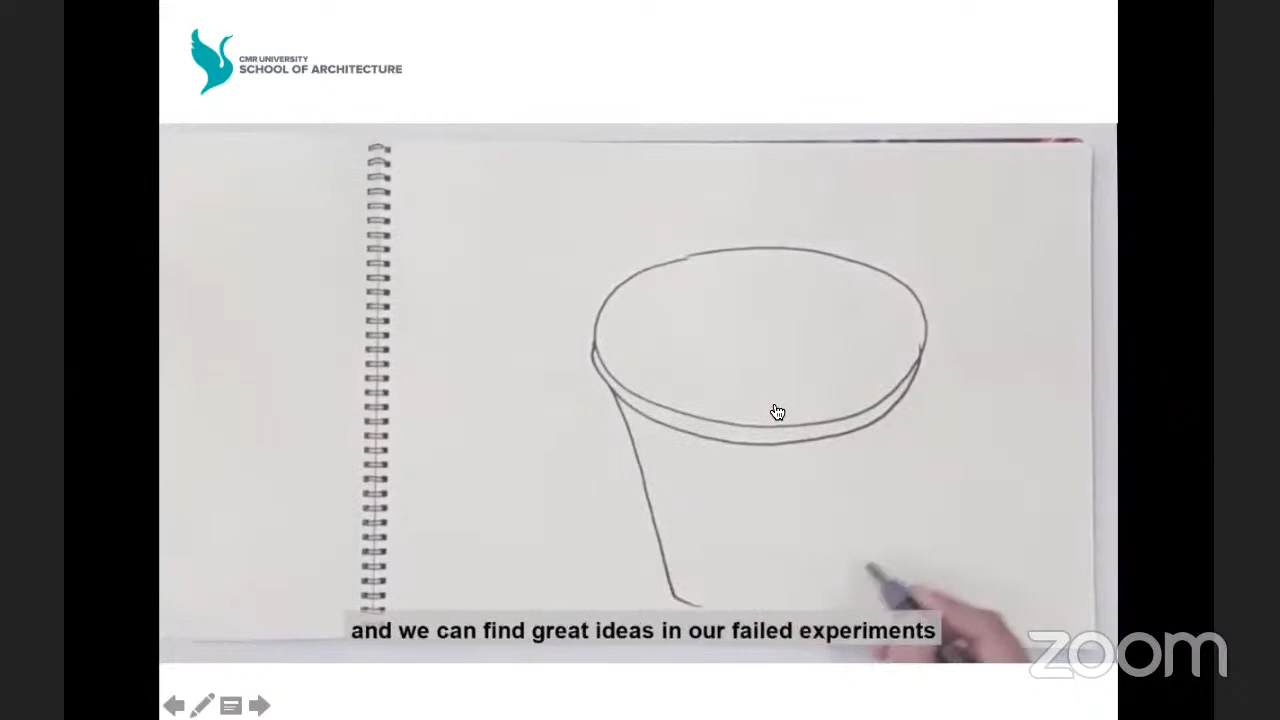 CMR UNIVERSITY
SCHOOL OF ARCHITECTURE
and we can find great ideas in our failed experiments
zoom